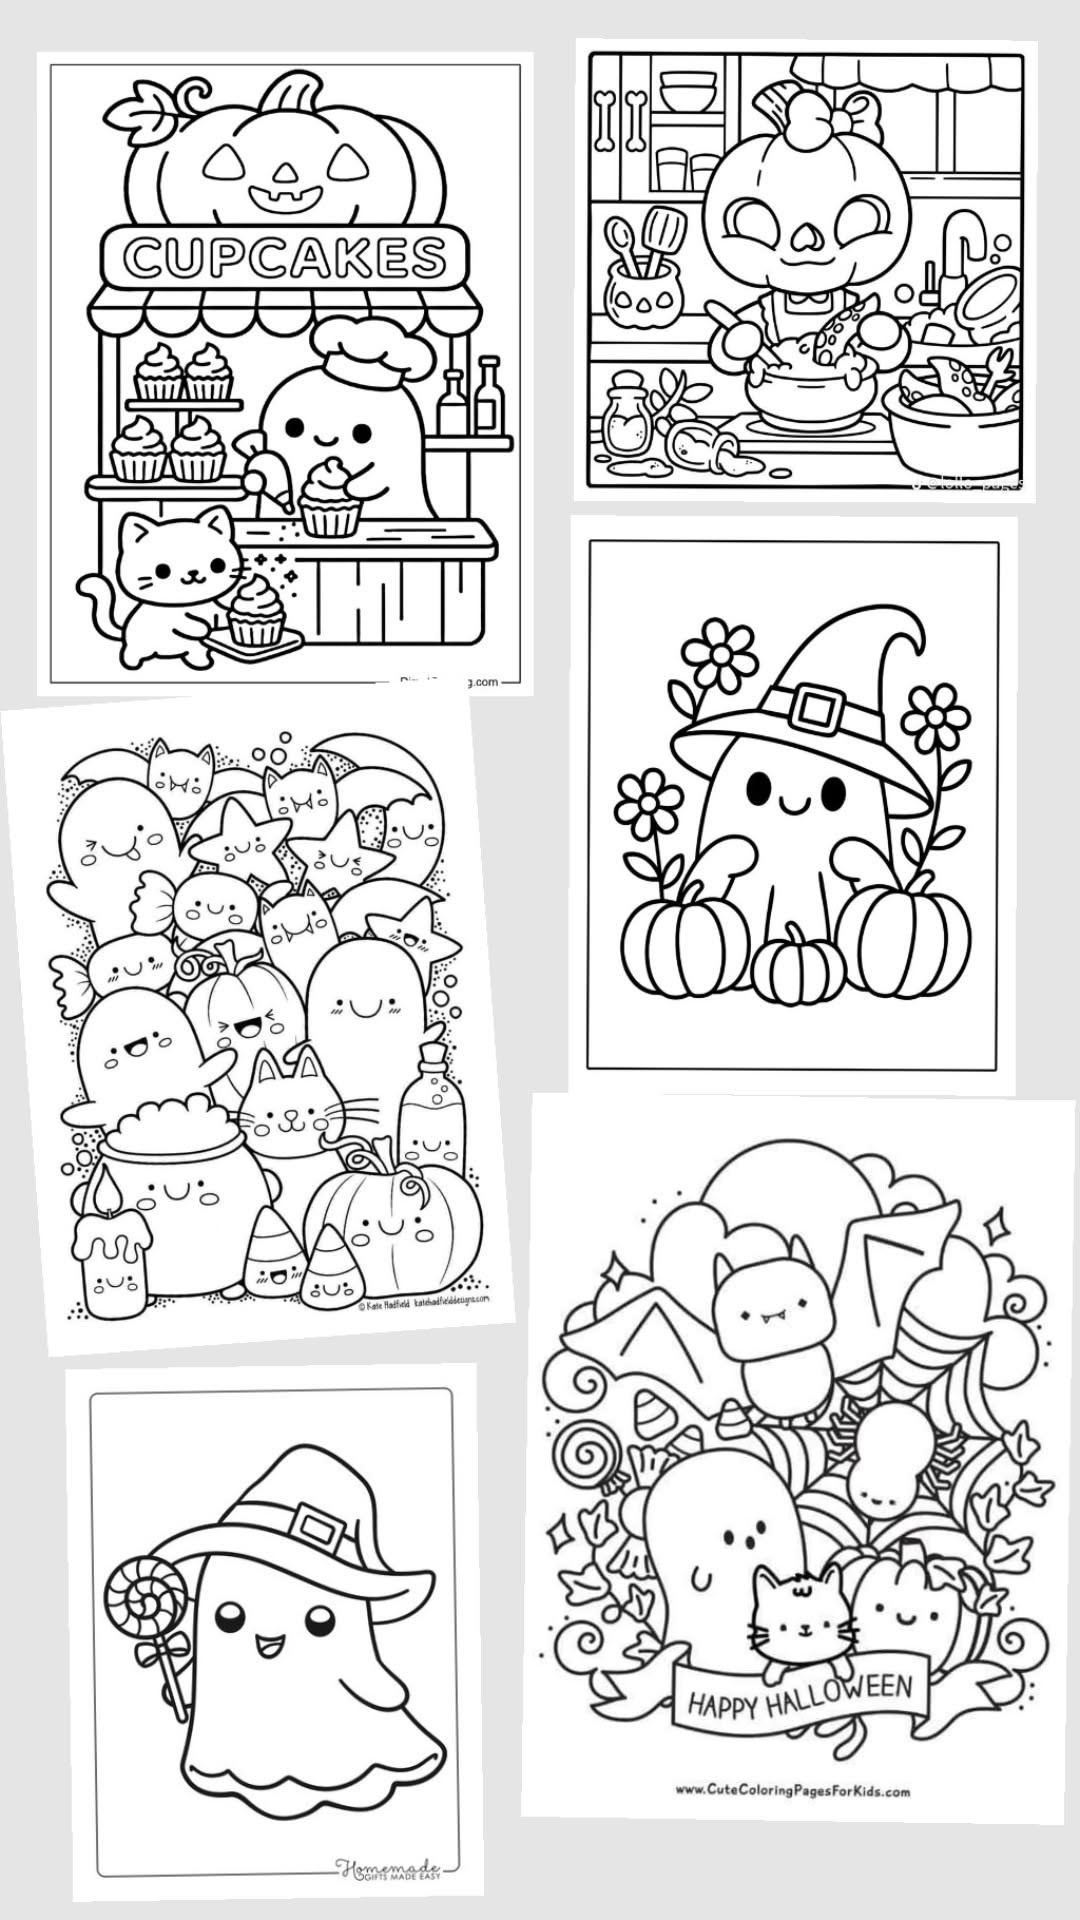 CUPCAKES
© Kate Hadfield katehadfielddesigns.com
HAPPY HALLOWEEN
www.CuteColoringPagesForKids.com
Homemade
GIFTS MADE EASY